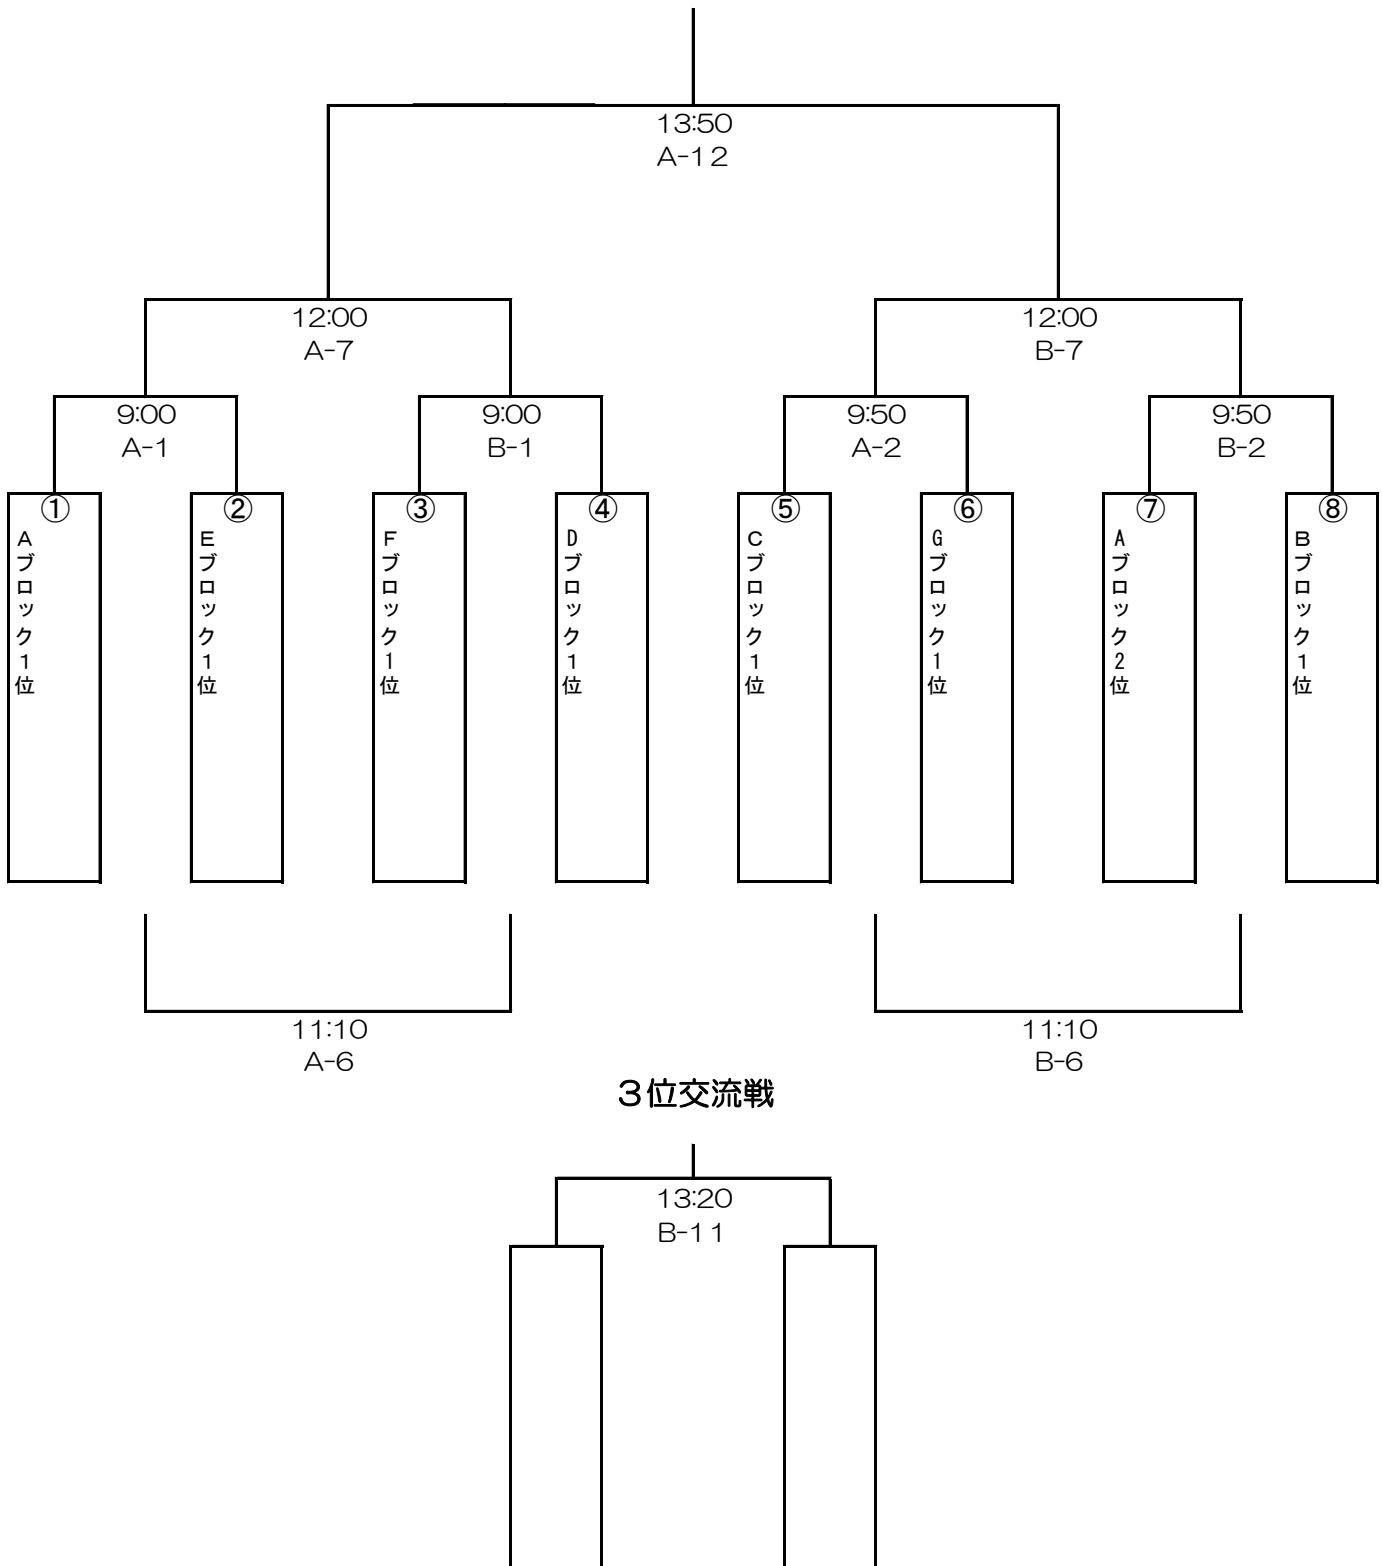 13:50
A-12
12:00
12:00
A-7
B-7
9:00
9:00
9:50
9:50
A-1
B-1
A-2
B-2
①
②
③
④
⑤
⑥
⑦
⑧
Aブロック1位
Eブロック1位
Fブロック1位
Dブロック1位
Cブロック1位
Gブロック1位
Aブロック2位
Bブロック1位
11:10
11:10
A-6
B-6
3位交流戦
13:20
B-11